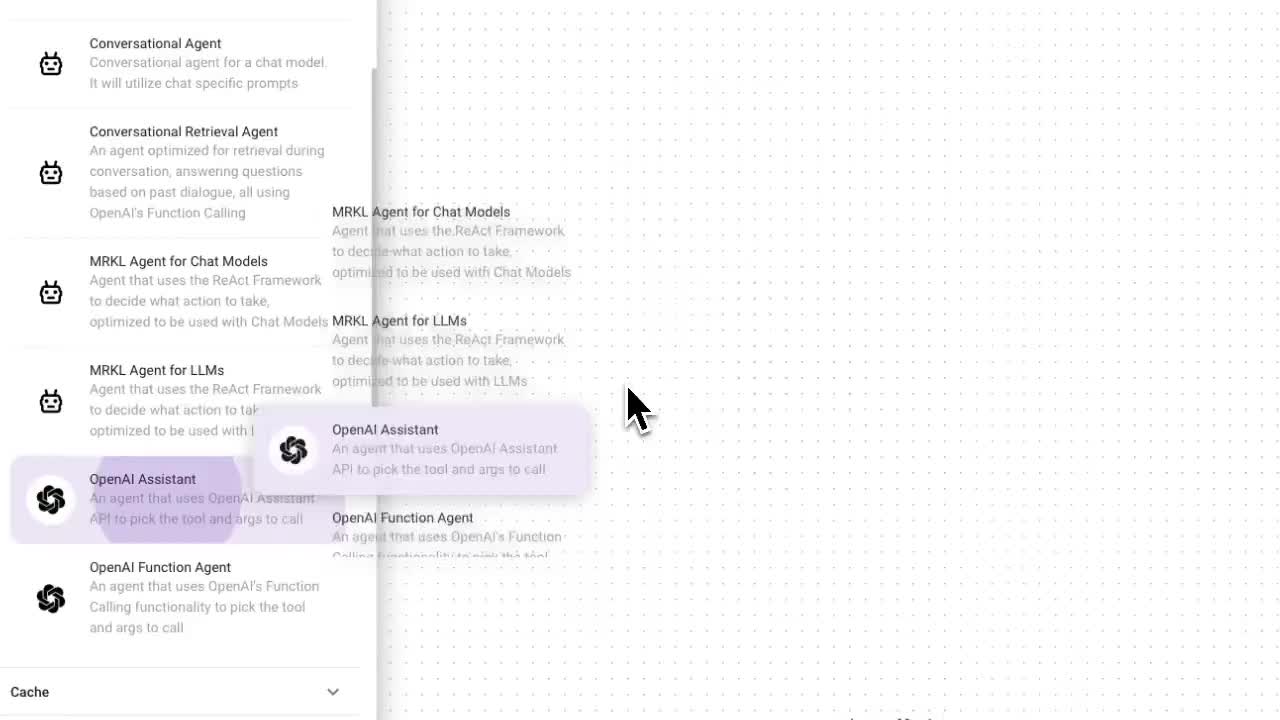 Conversational Agent
Conversational agent for a chat model.
It will utilize chat specific prompts
Conversational Retrieval Agent
An agent optimized for retrieval during
conversation, answering questions
based on past dialogue, all using
OpenAI's Function Calling
MRKL Agent for Chat Models
Agent that uses the ReAct Framework
to decide what action to take,
optimized to be used with Chat Models
MRKL Agent for LLMs
Agent that uses the ReAct Framework
to decide what action to
optimized to be used with
OpenAI Assistant
An agent that uses OpenAI Assistant
API to pick the tool and args to call
OpenAI Function Agent
An agent that uses OpenAI's Function
Calling functionality to pick the tool
and args to call
Cache
MRKL Agent for Chat Models
Agent that uses the ReAct Framework
to decide what action to take,
optimized to be used with Chat Models
MRKL Agent for LLMs
Agent that uses the ReAct Framework
to decide what action to take,
optimized to be used with LLMs
OpenAI Assistant
An agent that uses OpenAI Assistant
API to pick the tool and args to call
OpenAI Function Agent
An agent that uses OpenAI's Function
Calling functionality to pick the tool